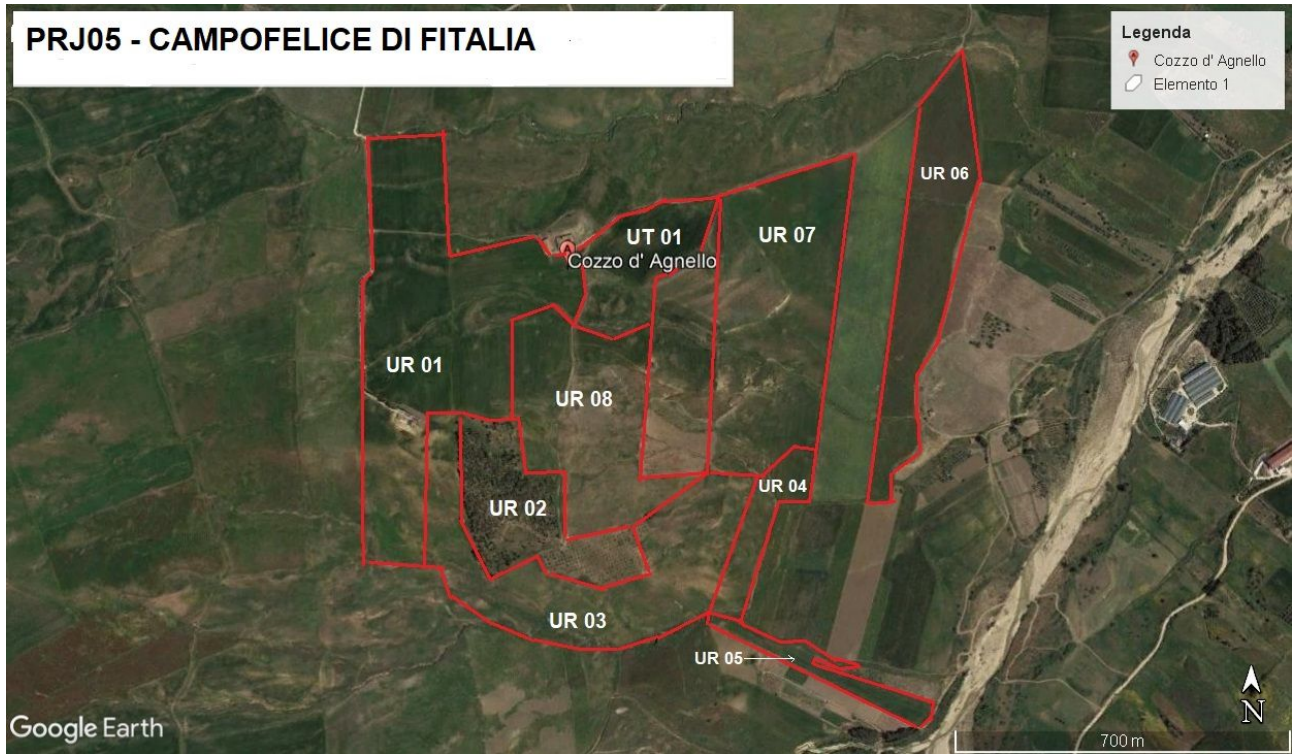 PRJ05 - CAMPOFELICE DI FITALIA
Legenda
Cozzo d' Agnello
Elemento 1
UR 06
UT 01
UR 07
A
Cozzo d' Agnello
UR 01
UR 08
UR 04
UR 02
UR 03
UR 05
N
Google Earth
700 m